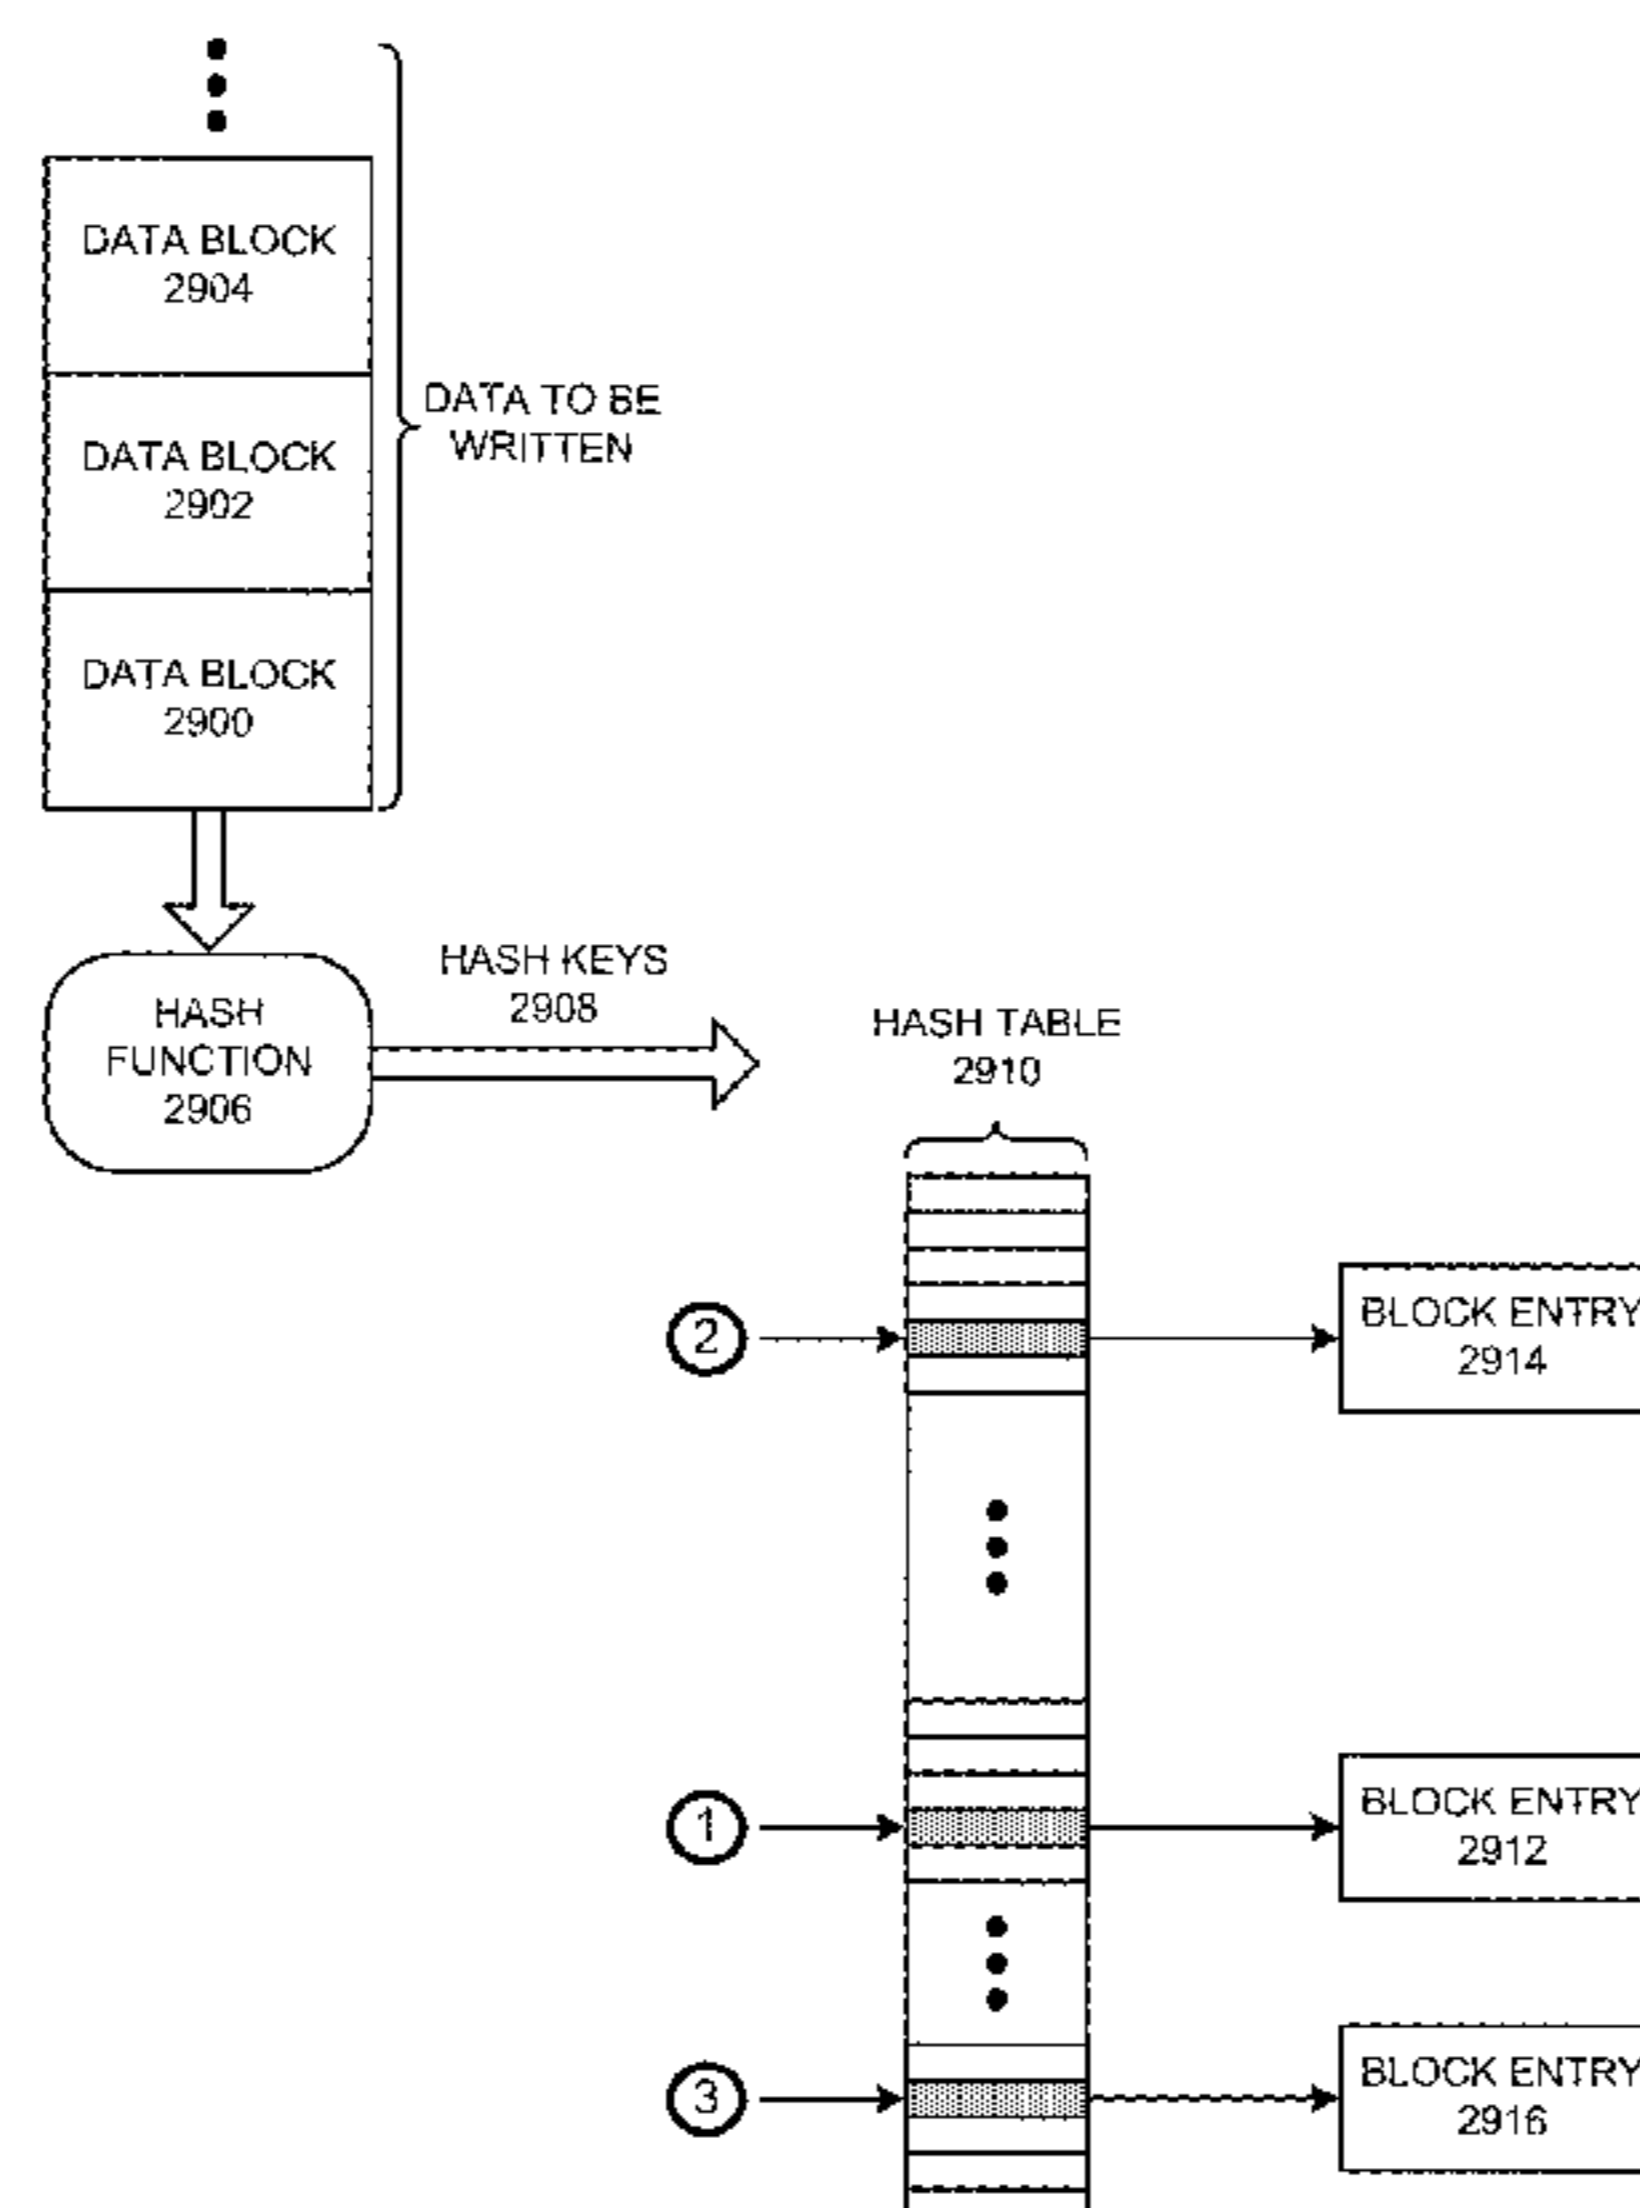 DATA BLOCK
2904
DATA TO BE
WRITTEN
DATA BLOCK
2902
DATA BLOCK
2900
HASH
FUNCTION
2906
HASH KEYS
2908
HASH TABLE
2910
2
BLOCK ENTRY
2914
1
BLOCK ENTRY
2912
3
BLOCK ENTRY
2916